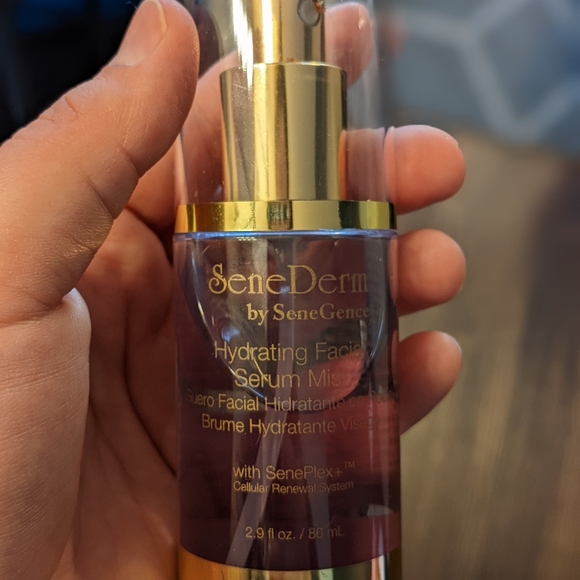 SeneDerm
by SeneGence
Hydrating Facial
Serum Mist
Suero Facial Hidratante
Brume Hydratante
with SenePlex+™
Cellular Renewal System
2.9 fl oz. / 86 mL